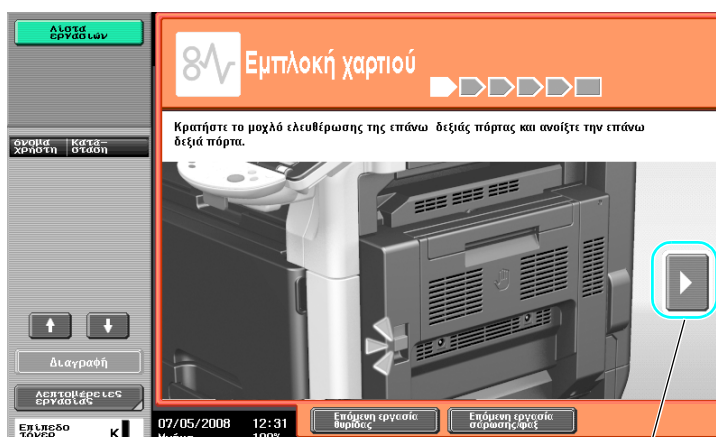 Λίστα
εργασιών
Εμπλοκή χαρτιού
Κρατήστε το μοχλό ελευθέρωσης της επάνω δεξιάς πόρτας και ανοίξτε την επάνω
δεξιά πόρτα.
όνομα Κατά-
χρήστη σταση
Διαγραφή
Λεπτομέρειες
εργασίας
Επίπεδο
τόνερ K
07/05/2008 12:31
Μνήμη 100%
Επόμενη εργασία
θυρίδας
Επόμενη εργασία
σάρωσης/φαξ